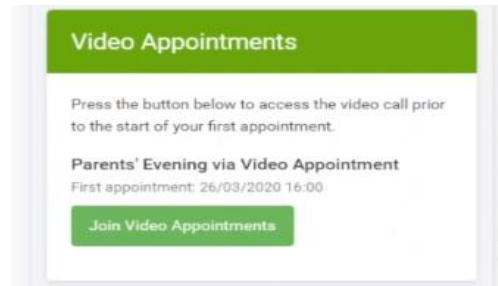 Video Appointments
Press the button below to access the video call prior
to the start of your first appointment.
Parents' Evening via Video Appointment
First appointment: 26/03/2020 16:00
Join Video Appointments